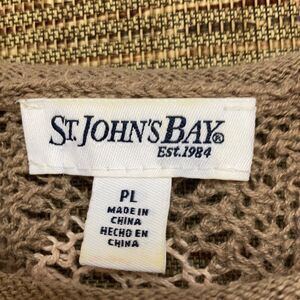 ST. JOHN'S BAY®
Est. 1984
PL
MADE IN
CHINA
HECHO EN
CHINA